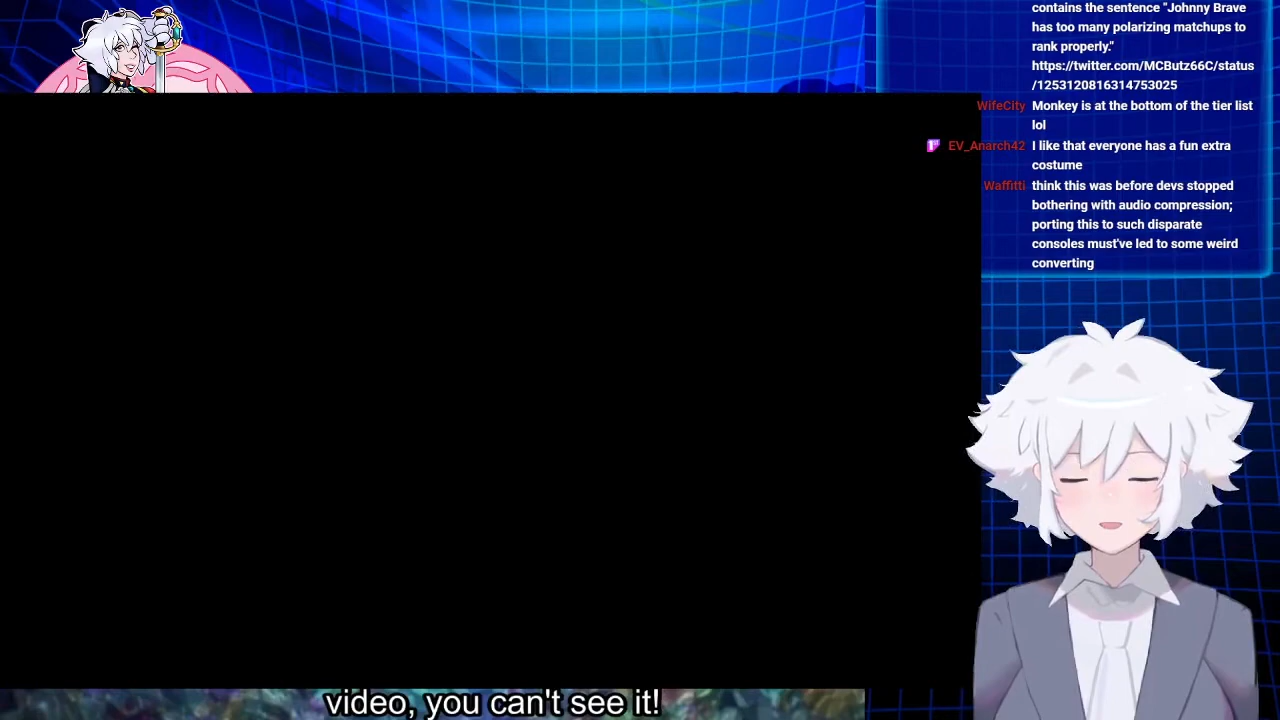 contains the sentence "Johnny Brave
has too many polarizing matchups to
rank properly."
https://twitter.com/MCButz66C/status
/1253120816314753025
WifeCity Monkey is at the bottom of the tier list
lol
EV_Anarch42 I like that everyone has a fun extra
costume
Waffitti think this was before devs stopped
bothering with audio compression;
porting this to such disparate
consoles must've led to some weird
converting
video, you can't see it!